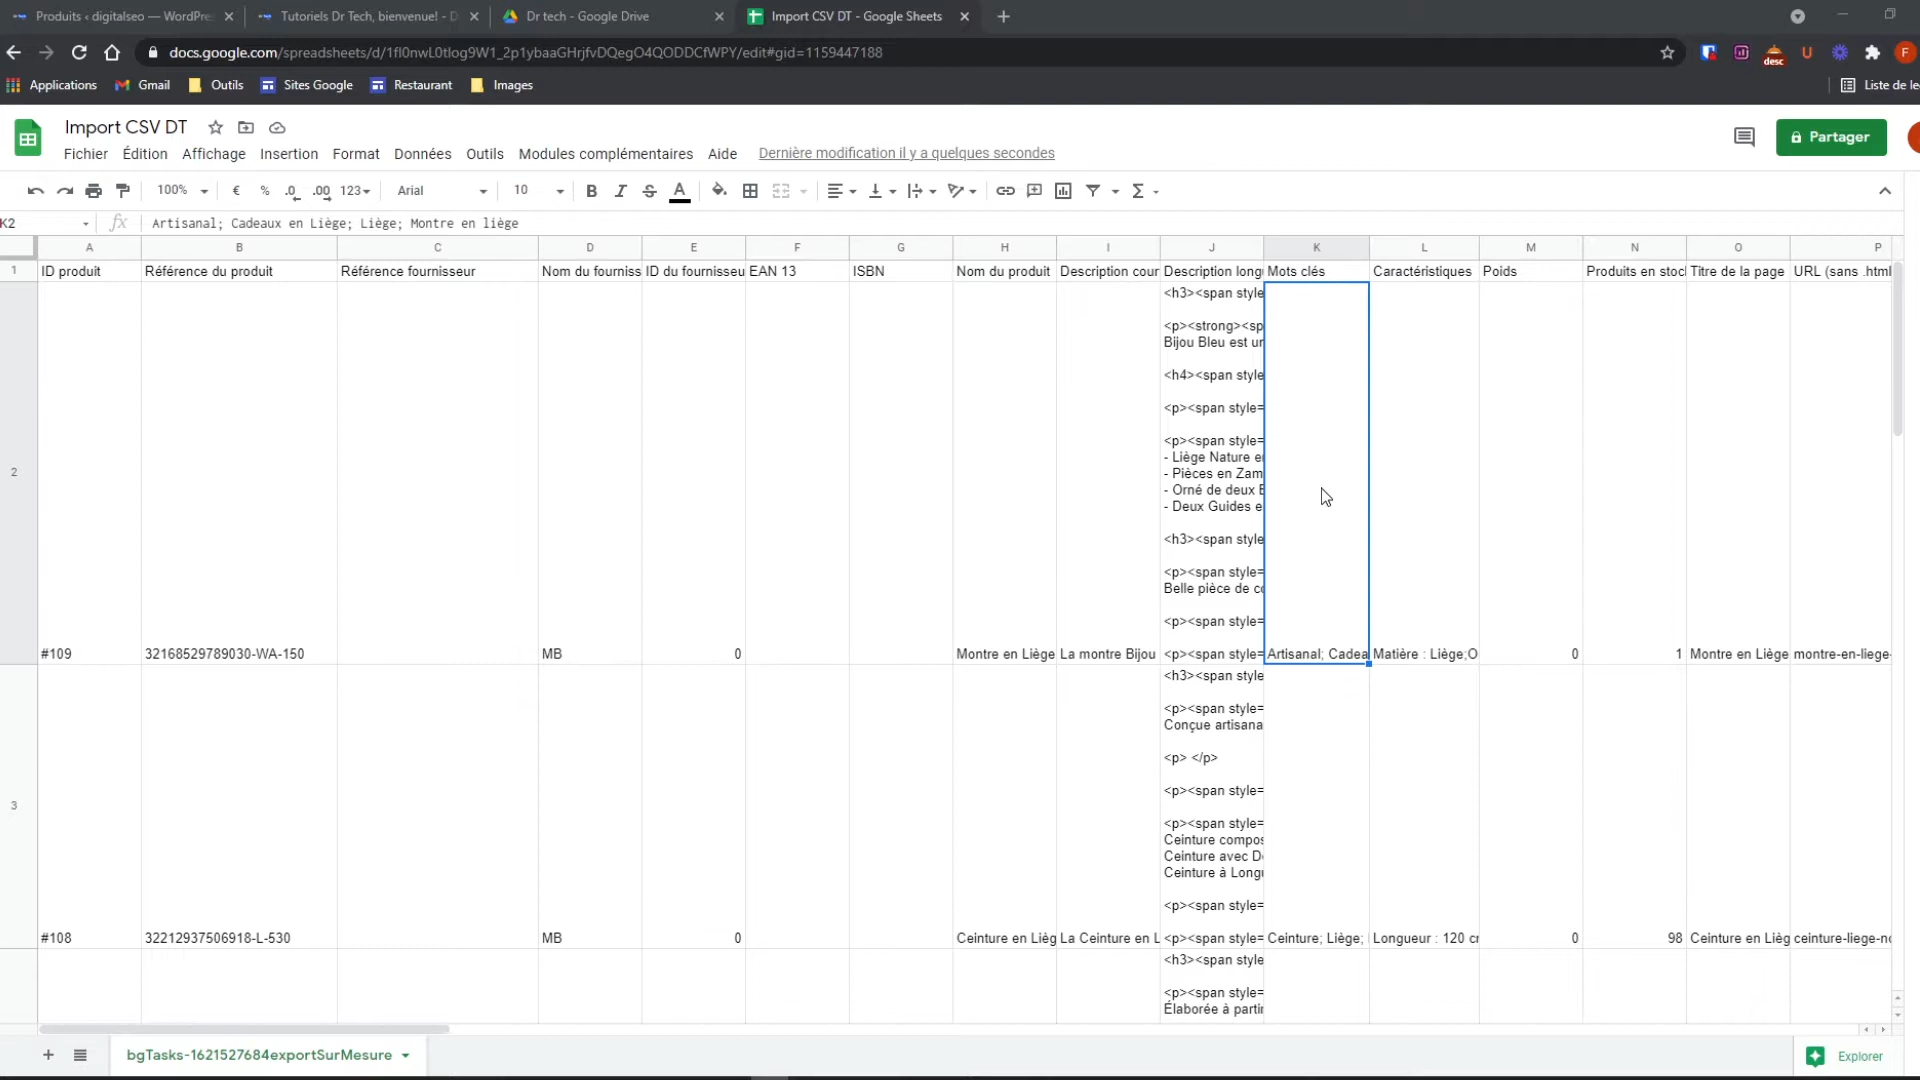 Produits ‹ digitalseo — WordPre
Tutoriels Dr Tech, bienvenue! - D
Dr tech - Google Drive
Import CSV DT - Google Sheets
docs.google.com/spreadsheets/d/1fI0nwL0tIog9W1_2p1ybaaGHrjfvDQegO4QODDCfWPY/edit#gid=1159447188
desc
U
F
Applications
Gmail
Outils
Sites Google
Restaurant
Images
Liste de le
Import CSV DT
Partager
Fichier Édition Affichage Insertion Format Données Outils Modules complémentaires Aide Dernière modification il y a quelques secondes
100% € % .0 .00 123 Arial 10 B I S A Σ
K2 fx Artisanal; Cadeaux en Liège; Liège; Montre en liège
A B C D E F G H I J K L M N O P
1 ID produit Référence du produit Référence fournisseur Nom du fourniss ID du fournisseu EAN 13 ISBN Nom du produit Description cour Description long Mots clés Caractéristiques Poids Produits en stoc Titre de la page URL (sans .html
<h3><span style
<p><strong><sp
Bijou Bleu est ur
<h4><span style
<p><span style=
<p><span style=
- Liège Nature e
2
- Pièces en Zam
- Orné de deux
- Deux Guides e
<h3><span style
<p><span style=
Belle pièce de c
<p><span style=
#109 32168529789030-WA-150 MB 0 Montre en Liège La montre Bijou <p><span style= Artisanal; Cadea Matière : Liège;O 0 1 Montre en Liège montre-en-liege-
<h3><span style
<p><span style=
Conçue artisana
<p> </p>
<p><span style=
3
<p><span style=
Ceinture compos
Ceinture avec D
Ceinture à Long
<p><span style=
#108 32212937506918-L-530 MB 0 Ceinture en Lièg La Ceinture en L <p><span style= Ceinture; Liège; Longueur : 120 c 0 98 Ceinture en Lièg ceinture-liege-n
<h3><span style
<p><span style=
Élaborée à parti
bgTasks-1621527684exportSurMesure
Explorer